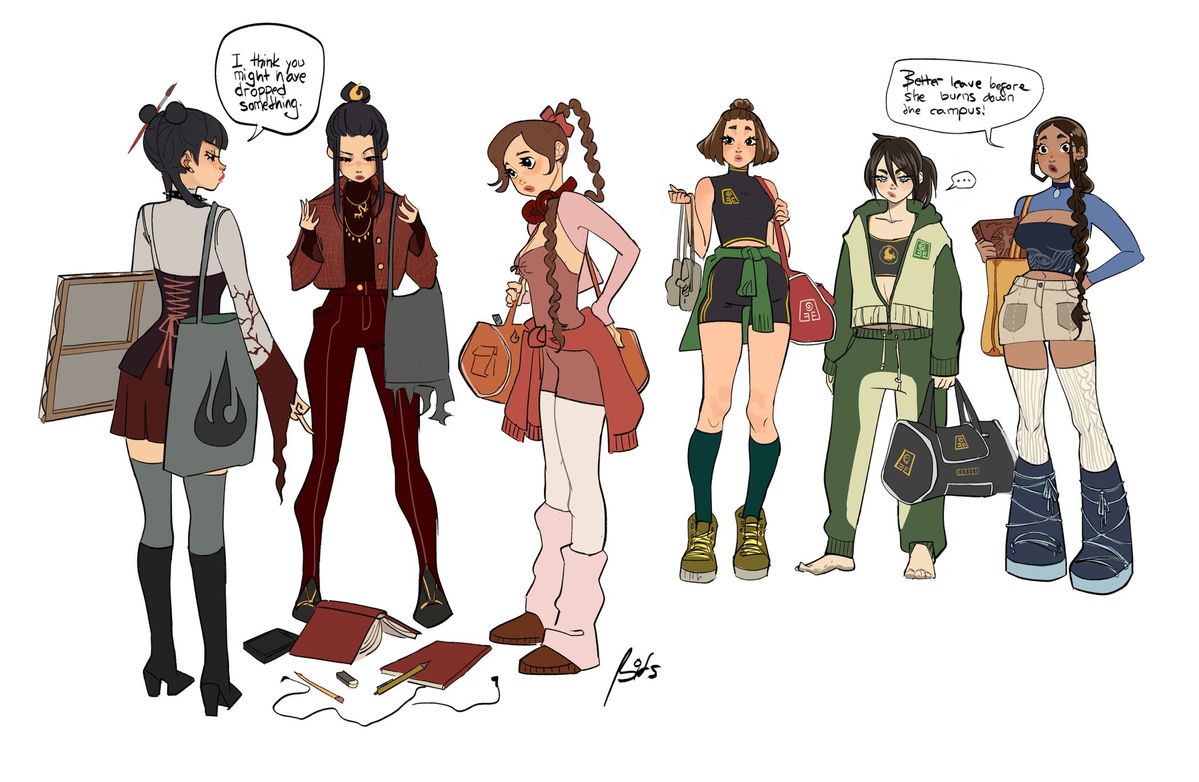 I think you
might have
dropped
something.
Better leave before
she burns down
the campus!
...